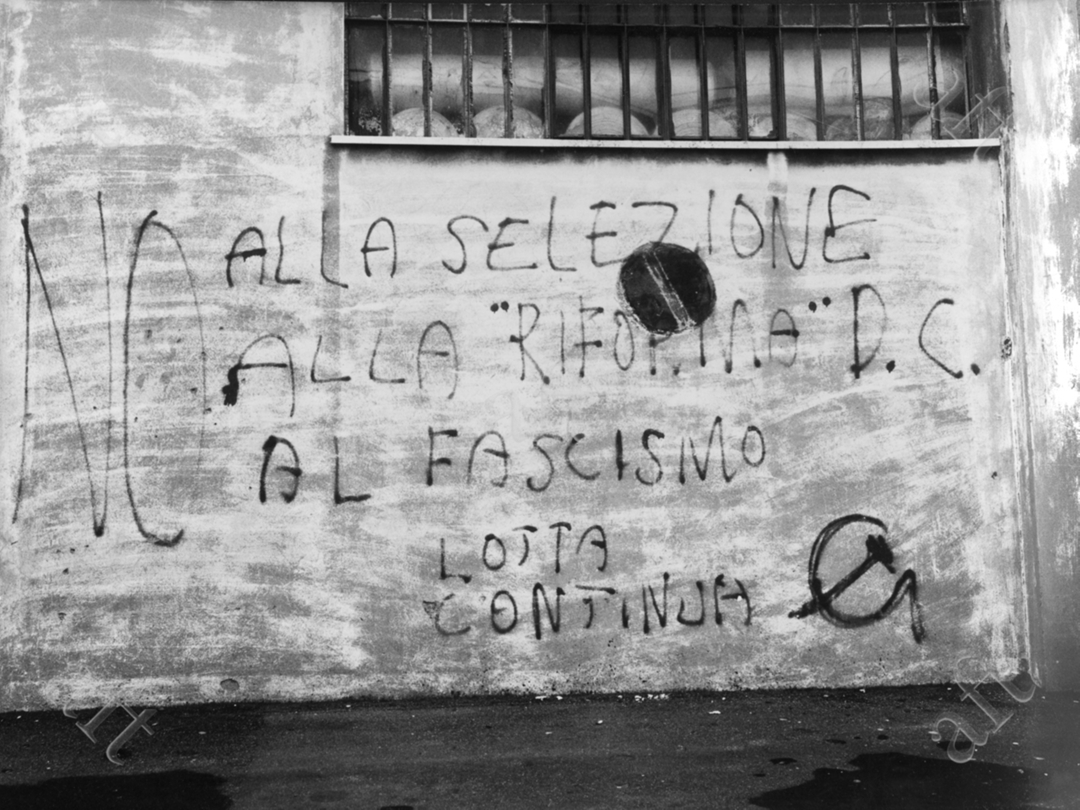 NO
ALLA SELEZIONE
ALLA "RIFORMA" D.C.
AL FASCISMO
LOTTA
CONTINUA